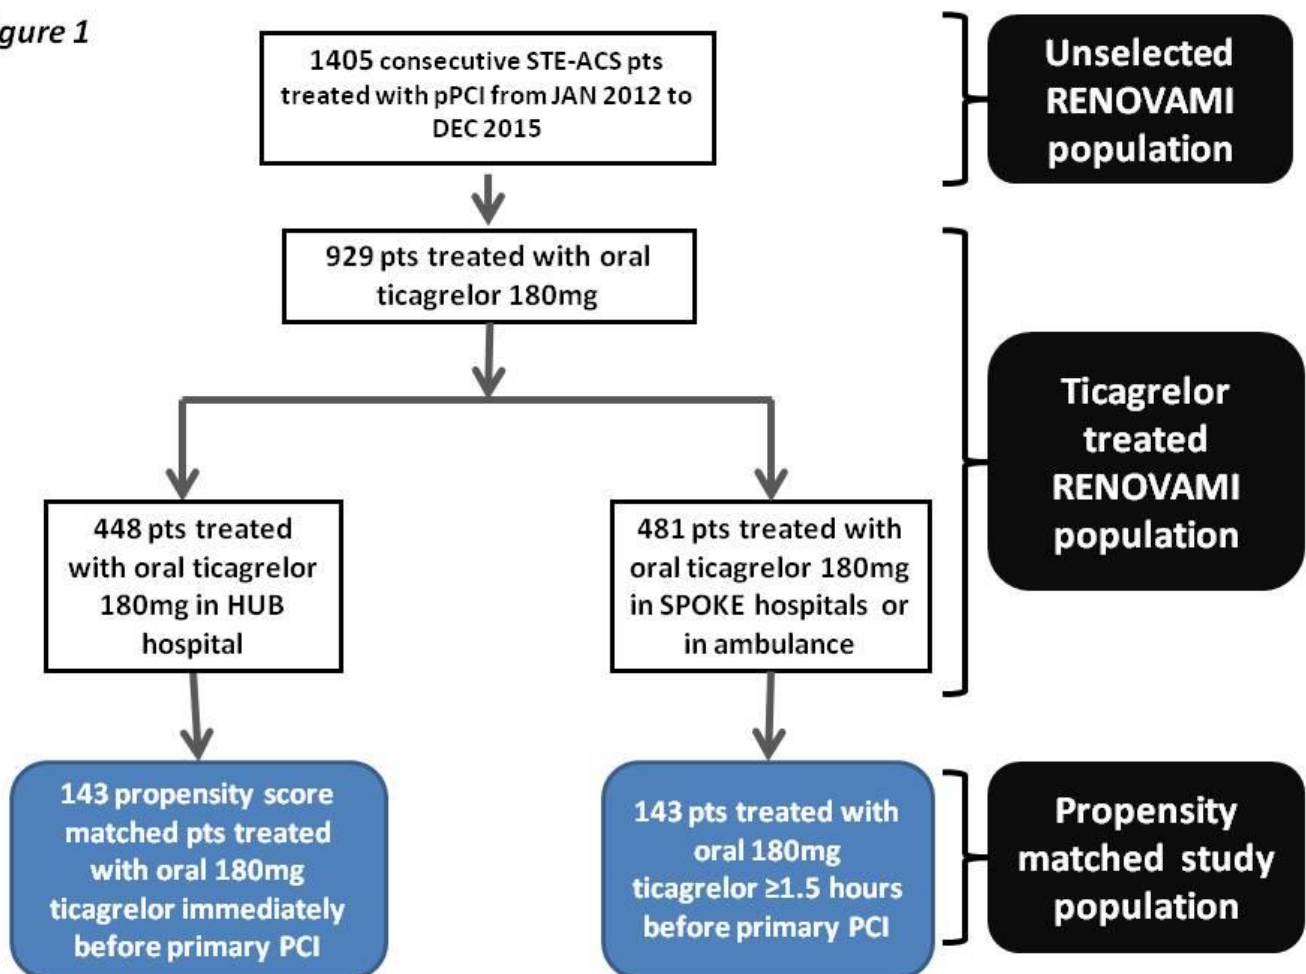 gure 1
1405 consecutive STE-ACS pts
treated with pPCI from JAN 2012 to
DEC 2015
Unselected
RENOVAMI
population
929 pts treated with oral
ticagrelor 180mg
Ticagrelor
treated
RENOVAMI
population
448 pts treated
with oral ticagrelor
180mg in HUB
hospital
481 pts treated with
oral ticagrelor 180mg
in SPOKE hospitals or
in ambulance
143 propensity score
matched pts treated
with oral 180mg
ticagrelor immediately
before primary PCI
143 pts treated with
oral 180mg
ticagrelor ≥1.5 hours
before primary PCI
Propensity
matched study
population